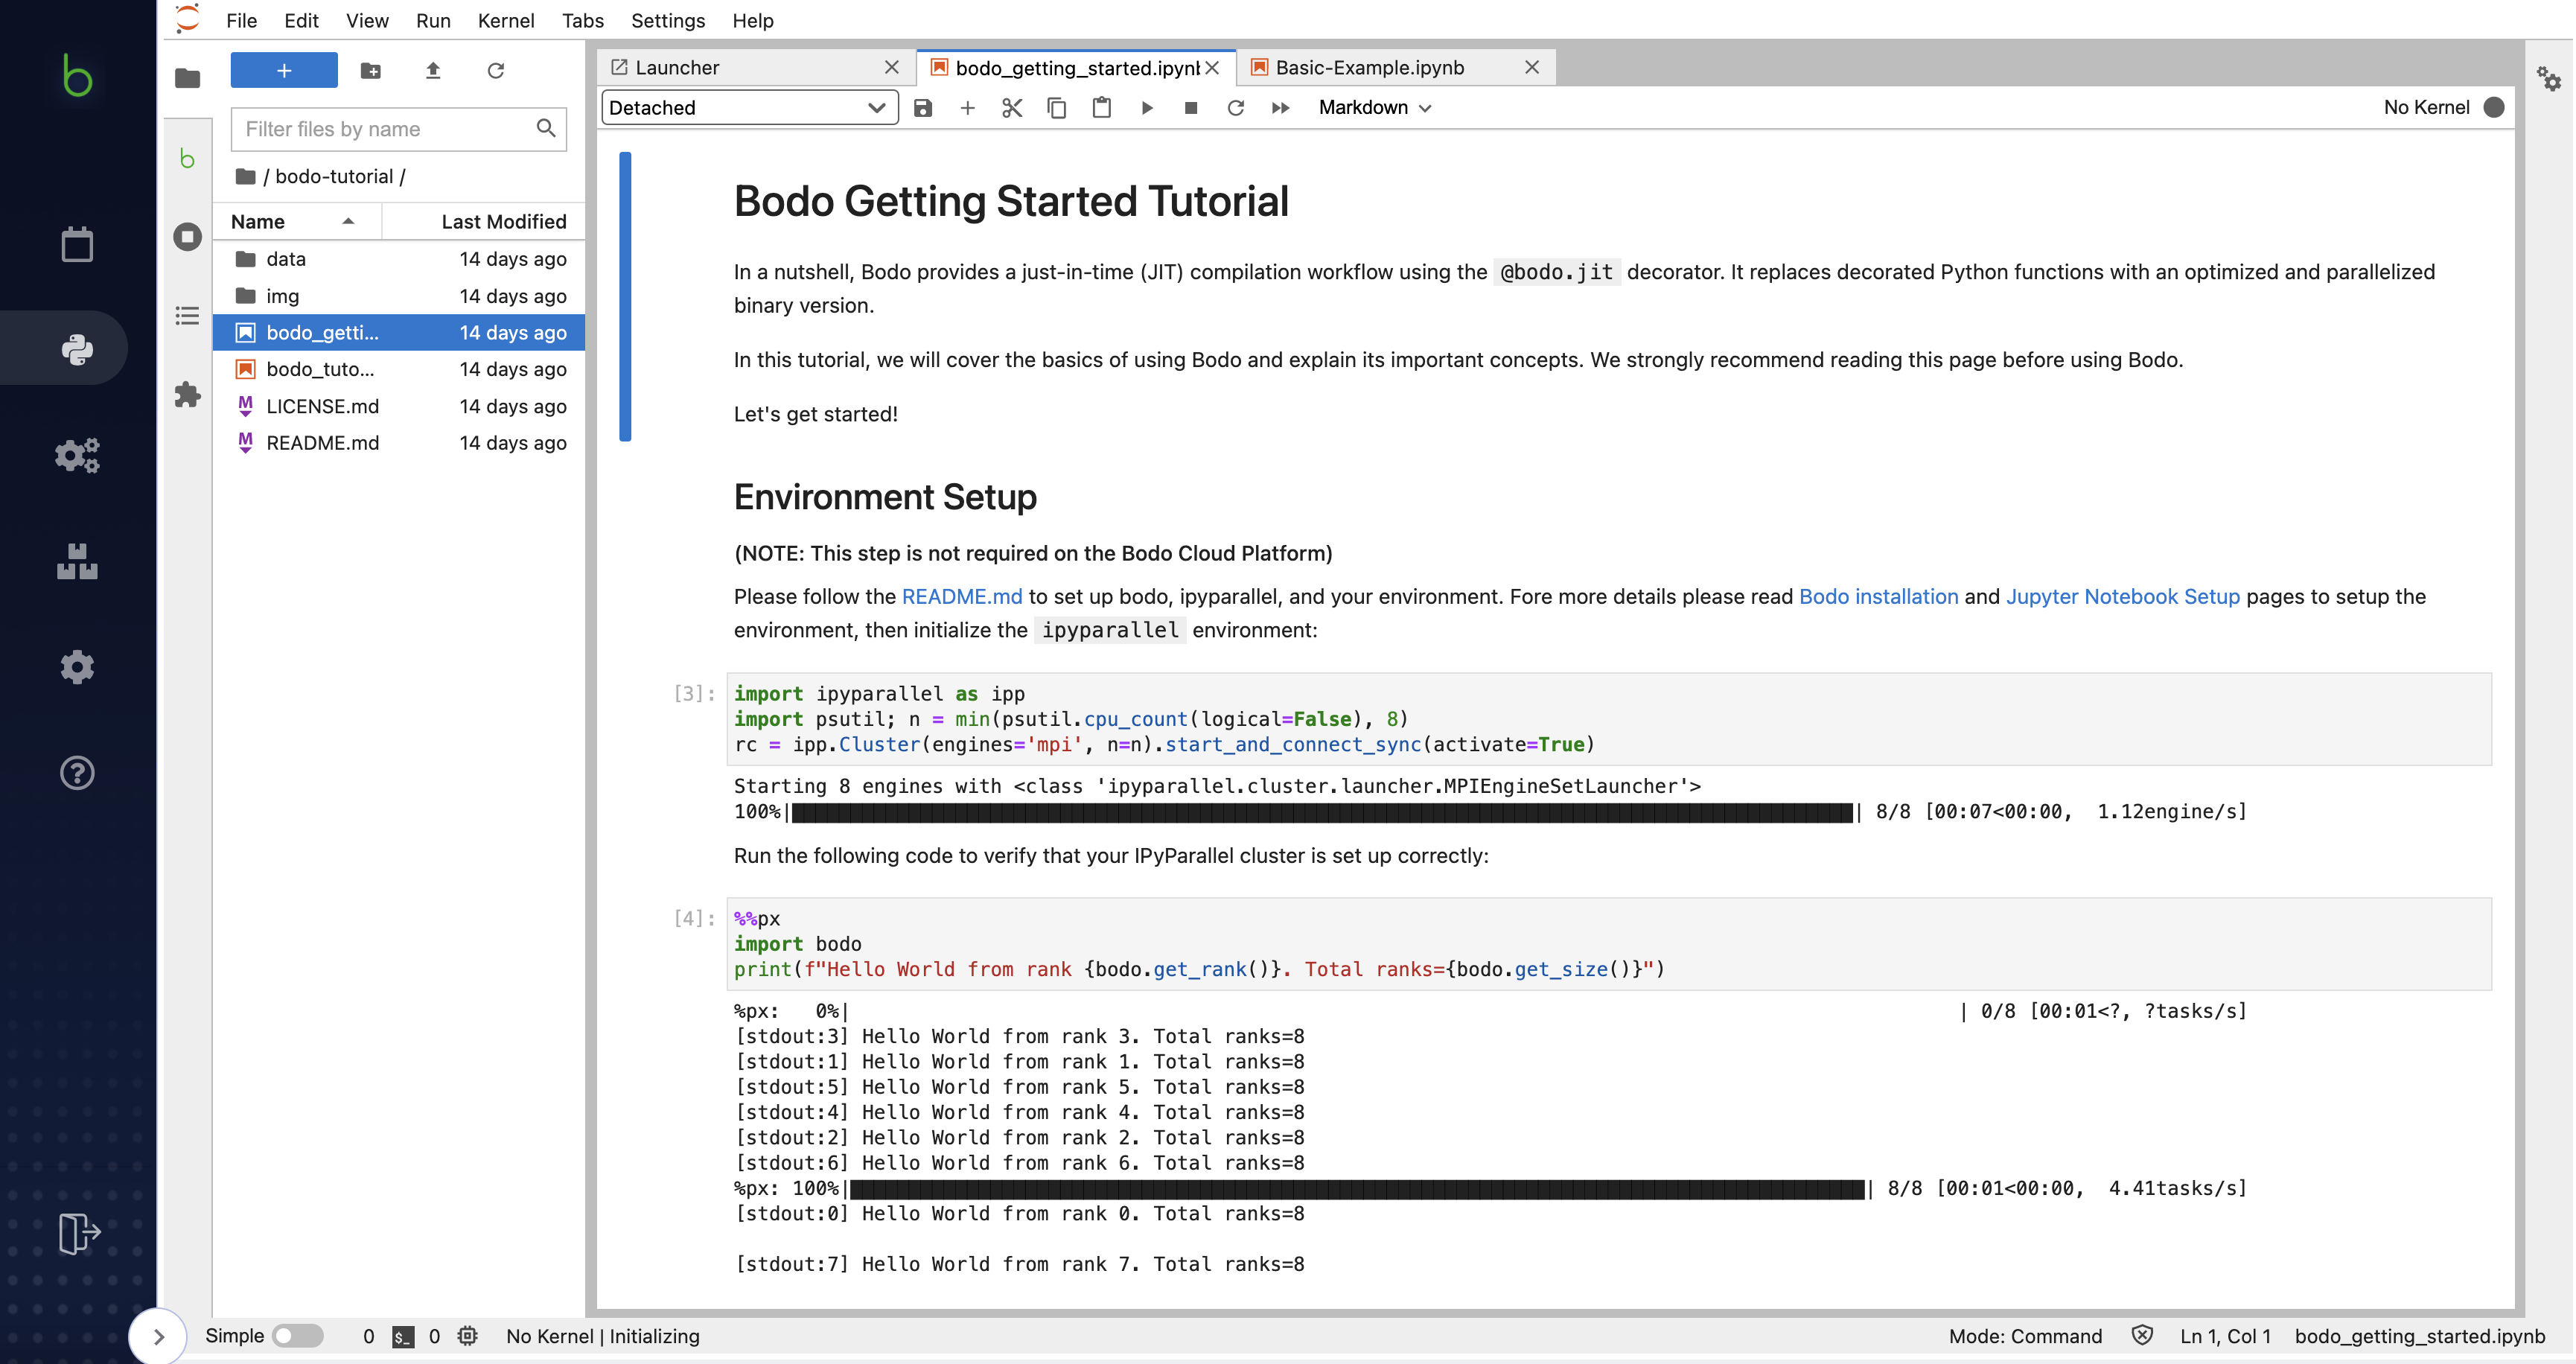 File Edit View Run Kernel Tabs Settings Help
Launcher
bodo_getting_started.ipynb
Basic-Example.ipynb
Detached
Markdown
No Kernel
Filter files by name
/ bodo-tutorial /
Name Last Modified
data 14 days ago
img 14 days ago
bodo_getti... 14 days ago
bodo_tuto... 14 days ago
LICENSE.md 14 days ago
README.md 14 days ago
Bodo Getting Started Tutorial
In a nutshell, Bodo provides a just-in-time (JIT) compilation workflow using the @bodo.jit decorator. It replaces decorated Python functions with an optimized and parallelized
binary version.
In this tutorial, we will cover the basics of using Bodo and explain its important concepts. We strongly recommend reading this page before using Bodo.
Let's get started!
Environment Setup
(NOTE: This step is not required on the Bodo Cloud Platform)
Please follow the README.md to set up bodo, ipyparallel, and your environment. Fore more details please read Bodo installation and Jupyter Notebook Setup pages to setup the
environment, then initialize the ipyparallel environment:
[3]: import ipyparallel as ipp
import psutil; n = min(psutil.cpu_count(logical=False), 8)
rc = ipp.Cluster(engines='mpi', n=n).start_and_connect_sync(activate=True)
Starting 8 engines with <class 'ipyparallel.cluster.launcher.MPIEngineSetLauncher'>
100%| | 8/8 [00:07<00:00, 1.12engine/s]
Run the following code to verify that your IPyParallel cluster is set up correctly:
[4]: %%px
import bodo
print(f"Hello World from rank {bodo.get_rank()}. Total ranks={bodo.get_size()}")
%px: 0%| | 0/8 [00:01<?, ?tasks/s]
[stdout:3] Hello World from rank 3. Total ranks=8
[stdout:1] Hello World from rank 1. Total ranks=8
[stdout:5] Hello World from rank 5. Total ranks=8
[stdout:4] Hello World from rank 4. Total ranks=8
[stdout:2] Hello World from rank 2. Total ranks=8
[stdout:6] Hello World from rank 6. Total ranks=8
%px: 100%| | 8/8 [00:01<00:00, 4.41tasks/s]
[stdout:0] Hello World from rank 0. Total ranks=8
[stdout:7] Hello World from rank 7. Total ranks=8
Simple 0 $_ 0 No Kernel | Initializing Mode: Command Ln 1, Col 1 bodo_getting_started.ipynb